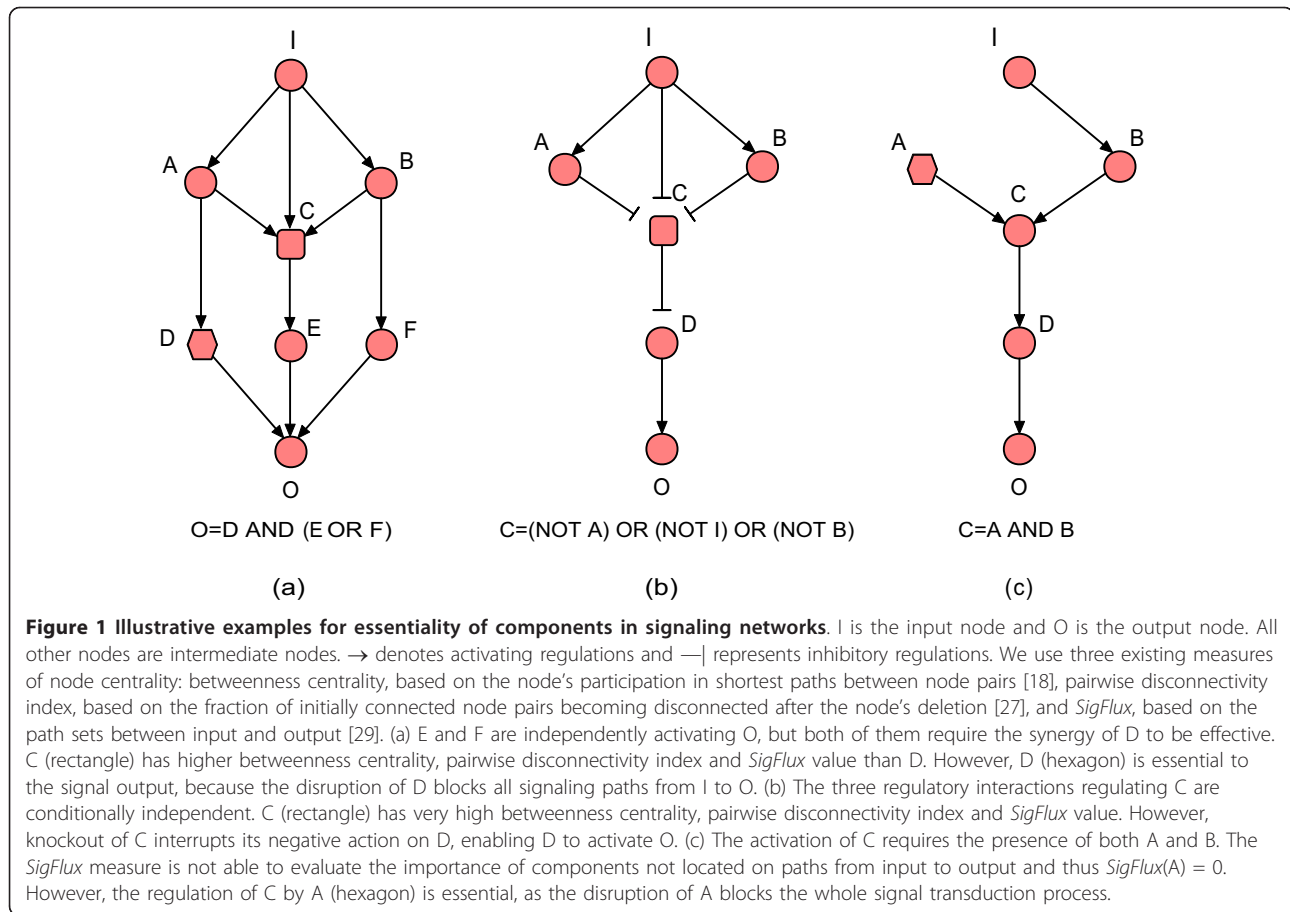 I
A
B
C
D
E
F
O
O=D AND (E OR F)
(a)
I
A
B
C
D
O
C=(NOT A) OR (NOT I) OR (NOT B)
(b)
I
A
B
C
D
O
C=A AND B
(c)
Figure 1 Illustrative examples for essentiality of components in signaling networks. I is the input node and O is the output node. All
other nodes are intermediate nodes. → denotes activating regulations and —| represents inhibitory regulations. We use three existing measures
of node centrality: betweenness centrality, based on the node's participation in shortest paths between node pairs [18], pairwise disconnectivity
index, based on the fraction of initially connected node pairs becoming disconnected after the node's deletion [27], and SigFlux, based on the
path sets between input and output [29]. (a) E and F are independently activating O, but both of them require the synergy of D to be effective.
C (rectangle) has higher betweenness centrality, pairwise disconnectivity index and SigFlux value than D. However, D (hexagon) is essential to
the signal output, because the disruption of D blocks all signaling paths from I to O. (b) The three regulatory interactions regulating C are
conditionally independent. C (rectangle) has very high betweenness centrality, pairwise disconnectivity index and SigFlux value. However,
knockout of C interrupts its negative action on D, enabling D to activate O. (c) The activation of C requires the presence of both A and B. The
SigFlux measure is not able to evaluate the importance of components not located on paths from input to output and thus SigFlux(A) = 0.
However, the regulation of C by A (hexagon) is essential, as the disruption of A blocks the whole signal transduction process.